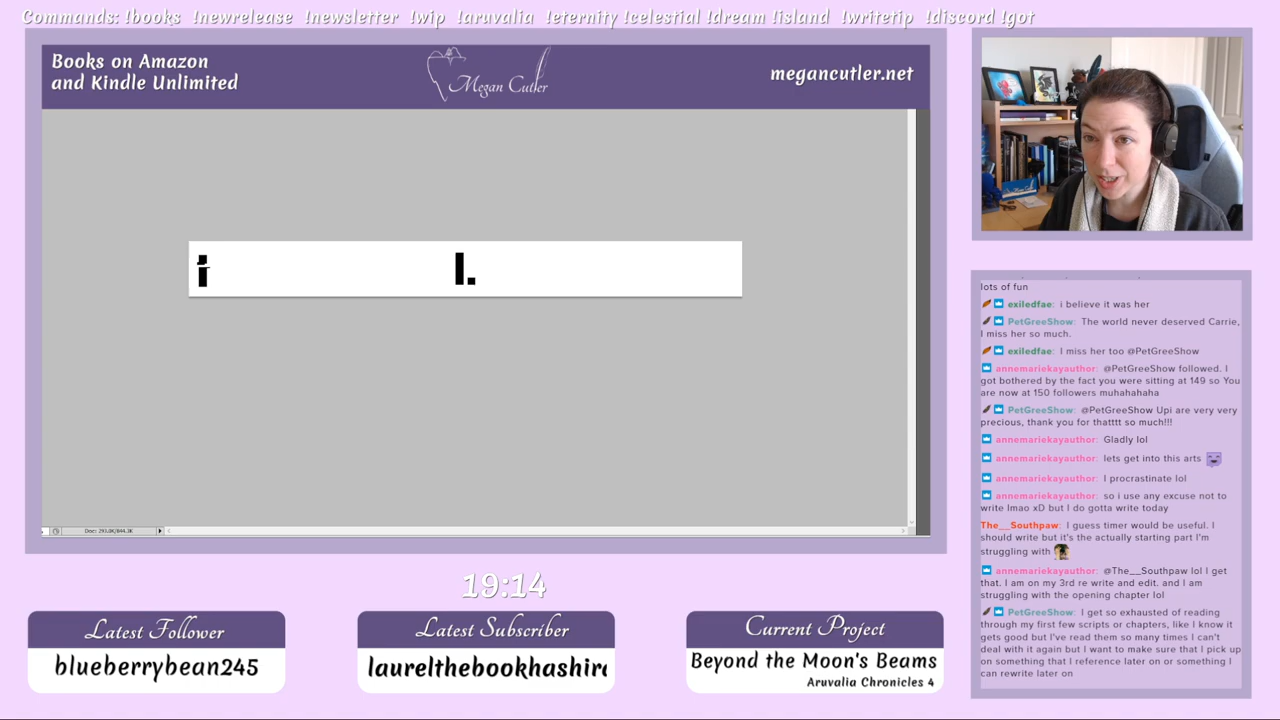 Commands: !books !newrelease !newsletter !wip !aruvalia !eternity !celestial !dream !island !writetip !discord !got
Books on Amazon
and Kindle Unlimited
Megan Cutler
megancutler.net
l.
Doc: 293.0K/844.3K
19:14
Latest Follower
blueberrybean245
Latest Subscriber
laurelthebookhashira
Current Project
Beyond the Moon's Beams
Aruvalia Chronicles 4
lots of fun
exiledfae: i believe it was her
PetGreeShow: The world never deserved Carrie,
I miss her so much.
exiledfae: I miss her too @PetGreeShow
annemariekayauthor: @PetGreeShow followed. I
got bothered by the fact you were sitting at 149 so You
are now at 150 followers muhahahaha
PetGreeShow: @PetGreeShow Upi are very very
precious, thank you for thatttt so much!!!
annemariekayauthor: Gladly lol
annemariekayauthor: lets get into this arts
annemariekayauthor: I procrastinate lol
annemariekayauthor: so i use any excuse not to
write lmao xD but I do gotta write today
The__Southpaw: I guess timer would be useful. I
should write but it's the actually starting part I'm
struggling with
annemariekayauthor: @The__Southpaw lol I get
that. I am on my 3rd re write and edit. and I am
struggling with the opening chapter lol
PetGreeShow: I get so exhausted of reading
through my first few scripts or chapters, like I know it
gets good but I've read them so many times I can't
deal with it again but I want to make sure that I pick up
on something that I reference later on or something I
can rewrite later on